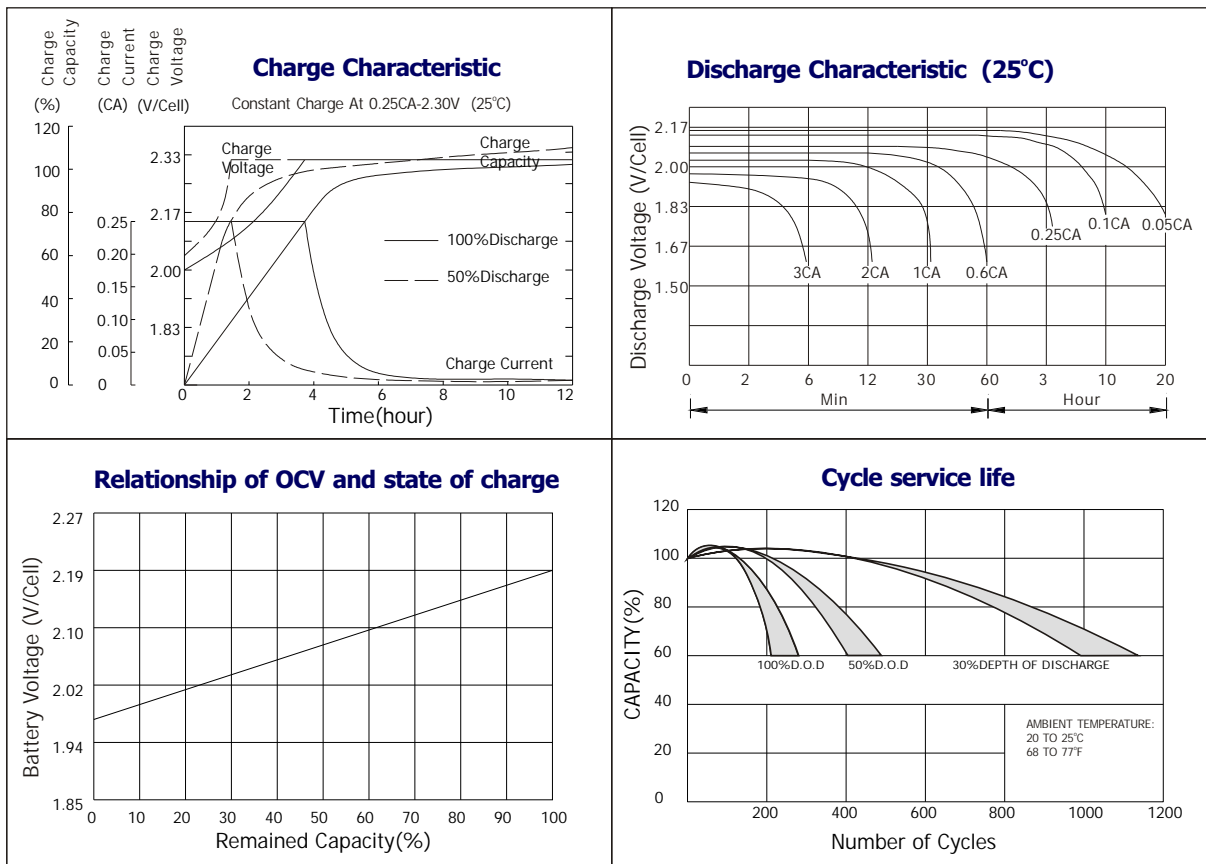 Charge Capacity
Charge Current
Charge Voltage
Charge Characteristic
(%)
(CA)
(V/Cell)
Constant Charge At 0.25CA-2.30V (25°C)
120
100
80
60
40
20
0
0.25
0.20
0.15
0.10
0.05
0
2.33
2.17
2.00
1.83
Charge
Voltage
Charge
Capacity
100%Discharge
50%Discharge
Charge Current
0 2 4 6 8 10 12
Time(hour)
Discharge Characteristic (25°C)
Discharge Voltage (V/Cell)
2.17
2.00
1.83
1.67
1.50
3CA
2CA
1CA
0.6CA
0.25CA
0.1CA
0.05CA
0 2 6 12 30 60 3 10 20
Min
Hour
Relationship of OCV and state of charge
Battery Voltage (V/Cell)
2.27
2.19
2.10
2.02
1.94
1.85
0 10 20 30 40 50 60 70 80 90 100
Remained Capacity(%)
Cycle service life
CAPACITY(%)
120
100
80
60
40
20
0
100%D.O.D
50%D.O.D
30%DEPTH OF DISCHARGE
AMBIENT TEMPERATURE:
20 TO 25°C
68 TO 77°F
200 400 600 800 1000 1200
Number of Cycles